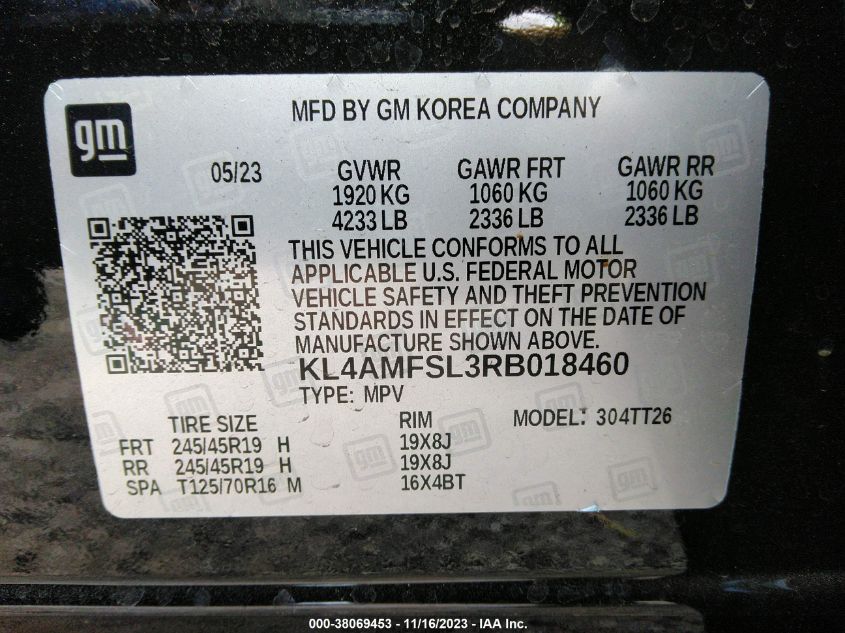 gm
MFD BY GM KOREA COMPANY
05/23 GVWR GAWR FRT GAWR RR
1920 KG 1060 KG 1060 KG
4233 LB 2336 LB 2336 LB
THIS VEHICLE CONFORMS TO ALL
APPLICABLE U.S. FEDERAL MOTOR
VEHICLE SAFETY AND THEFT PREVENTION
STANDARDS IN EFFECT ON THE DATE OF
MANUFACTURE SHOWN ABOVE.
KL4AMFSL3RB018460
TYPE: MPV
TIRE SIZE RIM MODEL: 304TT26
FRT 245/45R19 H 19X8J
RR 245/45R19 H 19X8J
SPA T125/70R16 M 16X4BT
000-38069453 - 11/16/2023 - IAA Inc.